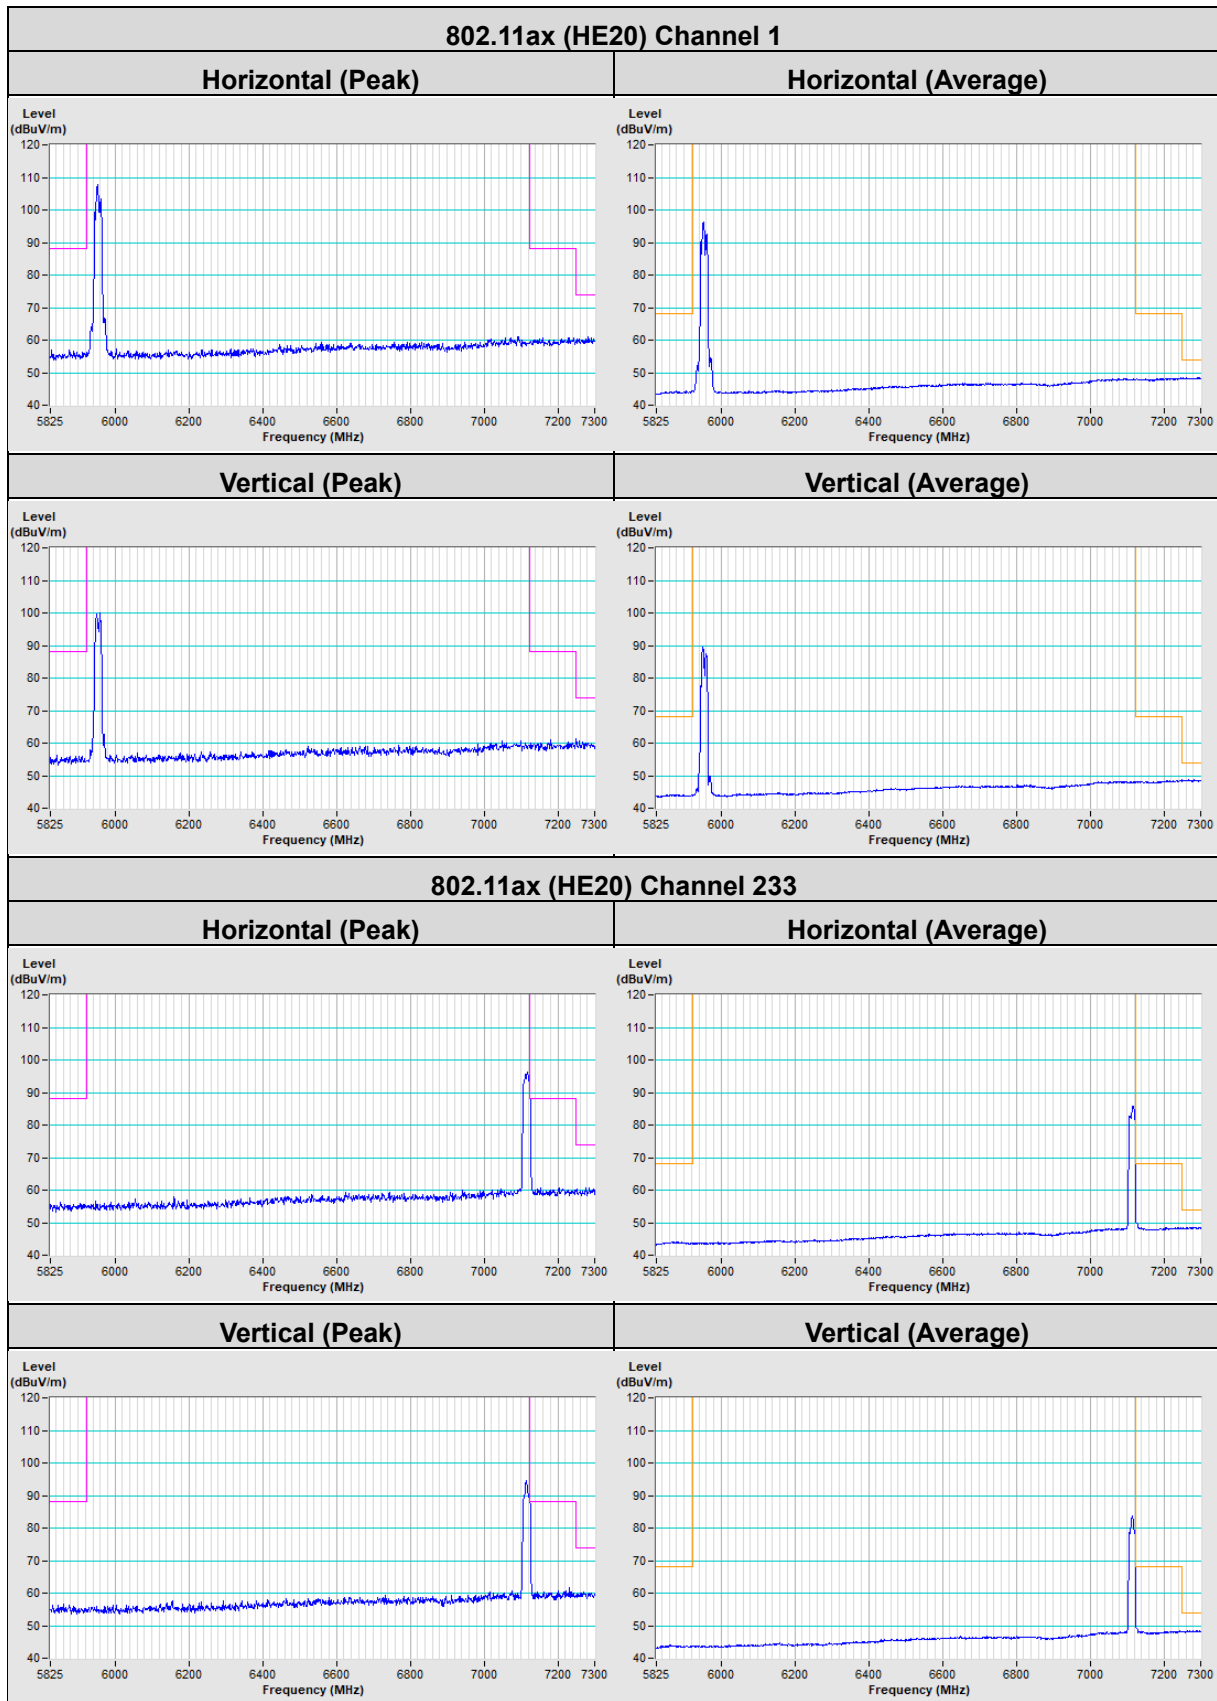 802.11ax (HE20) Channel 1
Horizontal (Peak) Horizontal (Average)
Level Level
(dBuV/m) (dBuV/m)
120 120
110 110
100 100
90 90
80 80
70 70
60 60
50 50
40 40
5825 6000 6200 6400 6600 6800 7000 7200 7300 5825 6000 6200 6400 6600 6800 7000 7200 7300
Frequency (MHz) Frequency (MHz)
Vertical (Peak) Vertical (Average)
Level Level
(dBuV/m) (dBuV/m)
120 120
110 110
100 100
90 90
80 80
70 70
60 60
50 50
40 40
5825 6000 6200 6400 6600 6800 7000 7200 7300 5825 6000 6200 6400 6600 6800 7000 7200 7300
Frequency (MHz) Frequency (MHz)
802.11ax (HE20) Channel 233
Horizontal (Peak) Horizontal (Average)
Level Level
(dBuV/m) (dBuV/m)
120 120
110 110
100 100
90 90
80 80
70 70
60 60
50 50
40 40
5825 6000 6200 6400 6600 6800 7000 7200 7300 5825 6000 6200 6400 6600 6800 7000 7200 7300
Frequency (MHz) Frequency (MHz)
Vertical (Peak) Vertical (Average)
Level Level
(dBuV/m) (dBuV/m)
120 120
110 110
100 100
90 90
80 80
70 70
60 60
50 50
40 40
5825 6000 6200 6400 6600 6800 7000 7200 7300 5825 6000 6200 6400 6600 6800 7000 7200 7300
Frequency (MHz) Frequency (MHz)